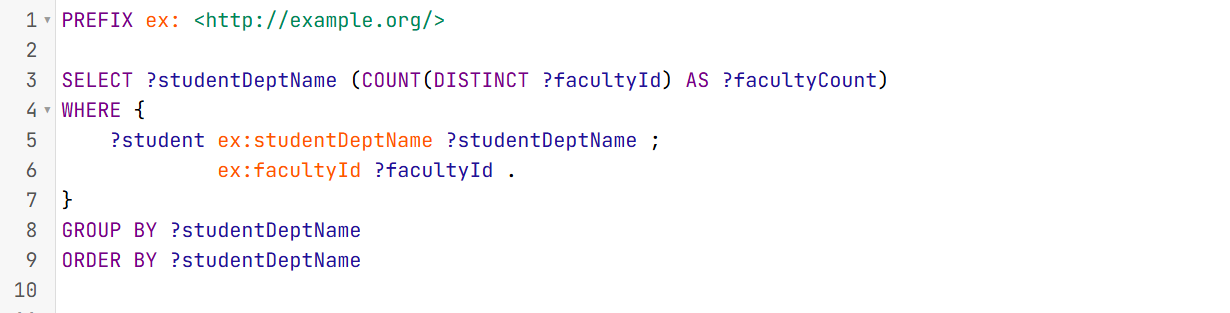 1 PREFIX ex: <http://example.org/>
2
3 SELECT ?studentDeptName (COUNT(DISTINCT ?facultyId) AS ?facultyCount)
4 WHERE {
5     ?student ex:studentDeptName ?studentDeptName ;
6              ex:facultyId ?facultyId .
7 }
8 GROUP BY ?studentDeptName
9 ORDER BY ?studentDeptName
10